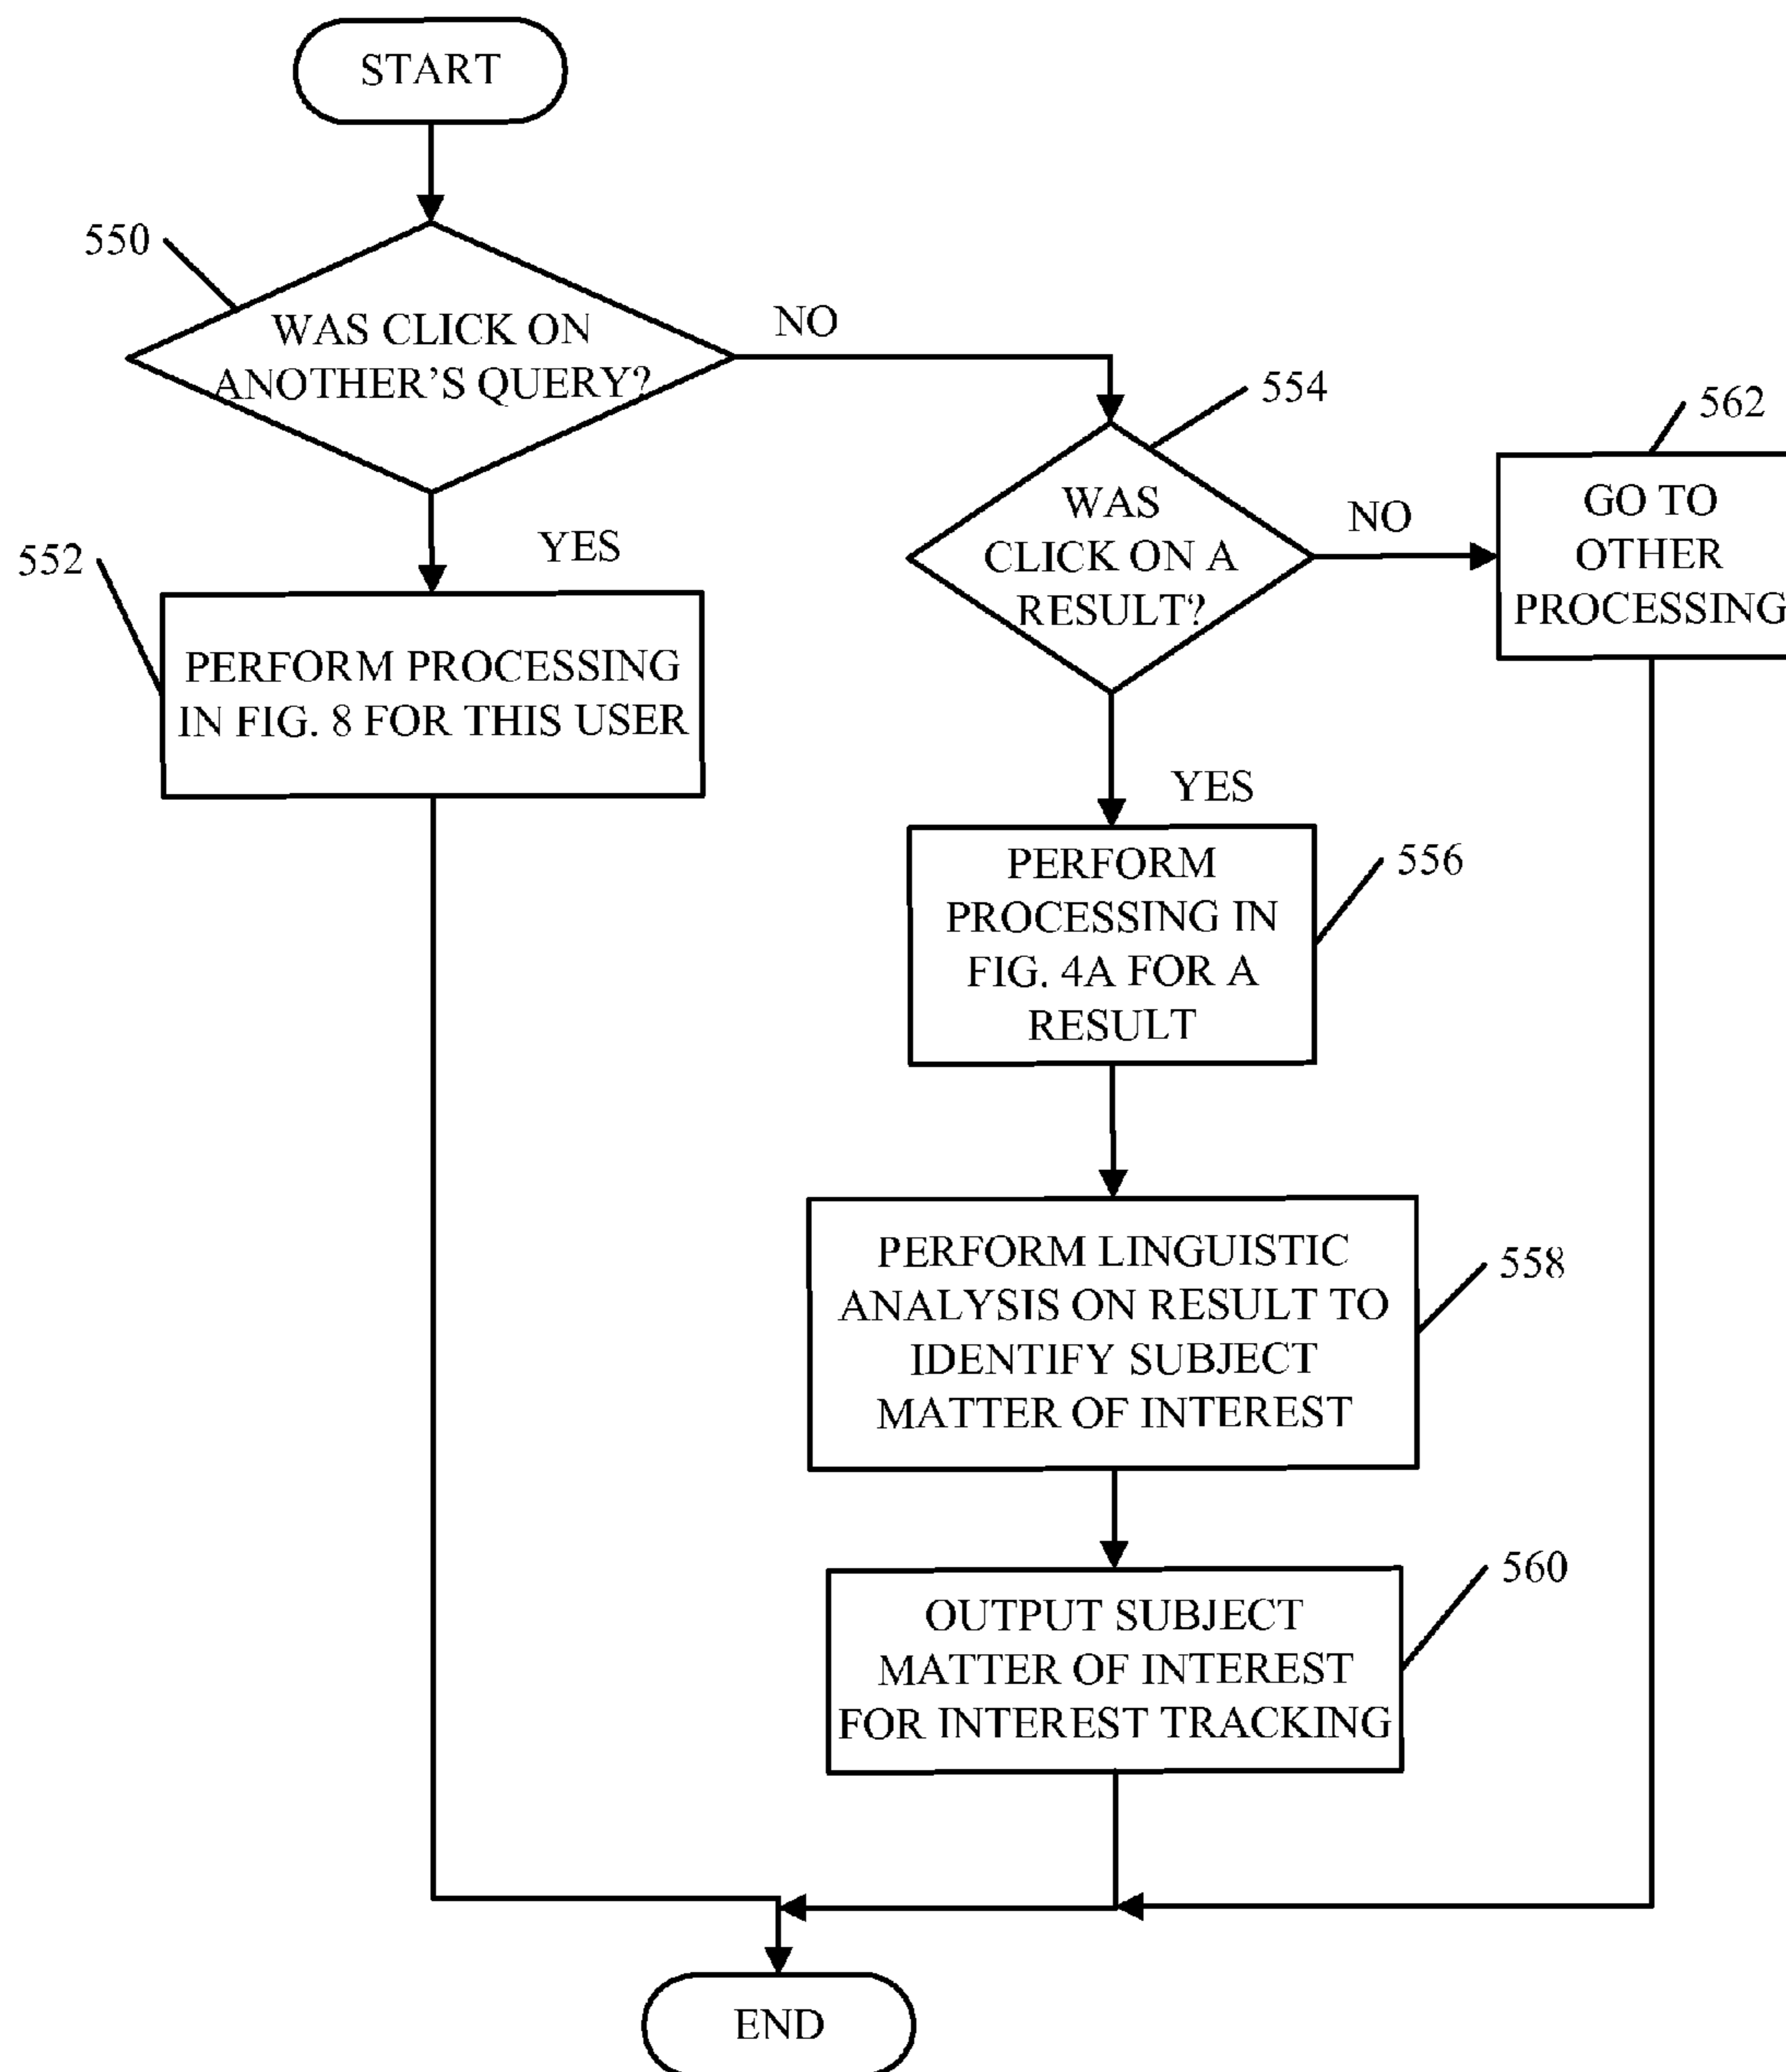 START
550
WAS CLICK ON
ANOTHER'S QUERY?
NO
554
562
WAS
CLICK ON A
RESULT?
NO
GO TO
OTHER
PROCESSING
YES
552
PERFORM PROCESSING
IN FIG. 8 FOR THIS USER
YES
PERFORM
PROCESSING IN
FIG. 4A FOR A
RESULT
556
PERFORM LINGUISTIC
ANALYSIS ON RESULT TO
IDENTIFY SUBJECT
MATTER OF INTEREST
558
OUTPUT SUBJECT
MATTER OF INTEREST
FOR INTEREST TRACKING
560
END